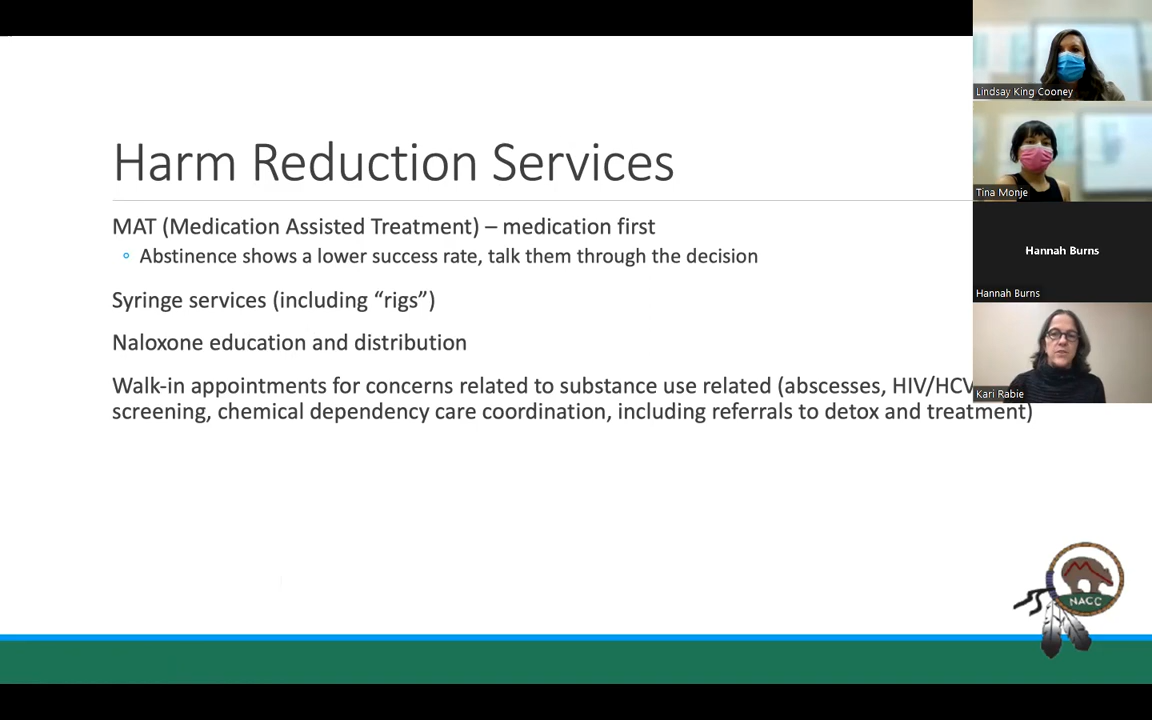 Harm Reduction Services
MAT (Medication Assisted Treatment) – medication first
Abstinence shows a lower success rate, talk them through the decision
Syringe services (including “rigs”)
Naloxone education and distribution
Walk-in appointments for concerns related to substance use related (abscesses, HIV/HCV
screening, chemical dependency care coordination, including referrals to detox and treatment)
Lindsay King Cooney
Tina Monje
Hannah Burns
Hannah Burns
Kari Rabie
NACC